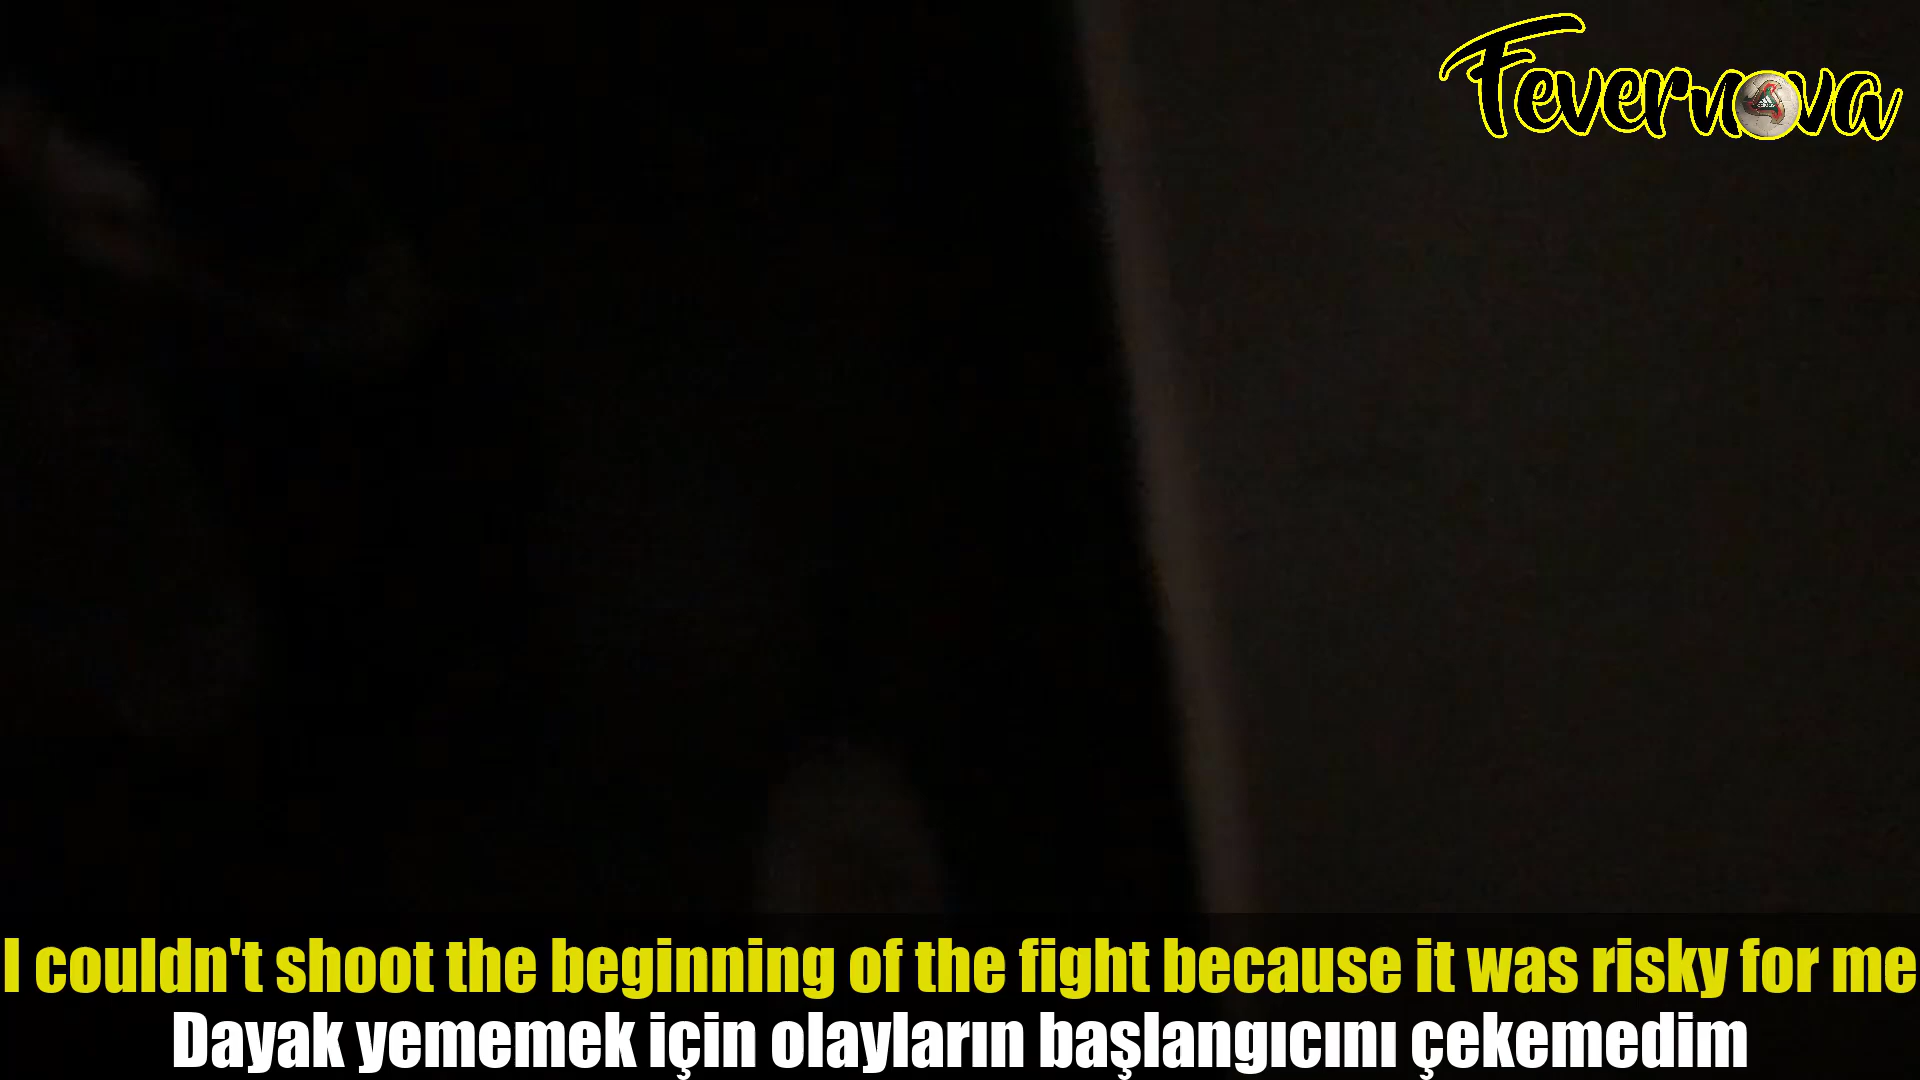 Fevernova
I couldn't shoot the beginning of the fight because it was risky for me
Dayak yememek için olayların başlangıcını çekemedim